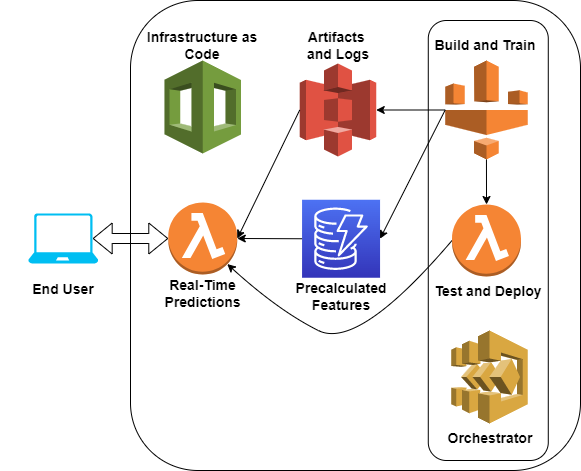 Infrastructure as
Code
Artifacts
and Logs
Build and Train
End User
Real-Time
Predictions
Precalculated
Features
Test and Deploy
Orchestrator